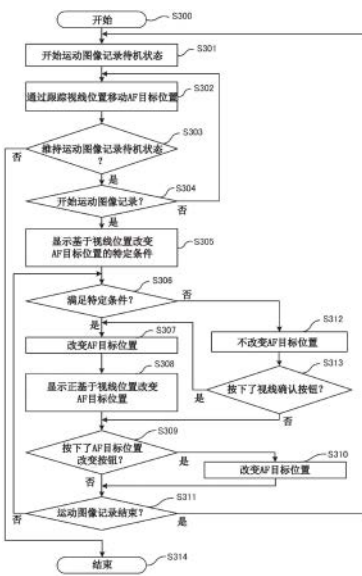 开始
S300
开始运动图像记录待机状态
S301
通过跟踪视线位置移动AF目标位置
S302
维持运动图像记录待机状态
?
S303
否
是
开始运动图像记录?
S304
否
是
显示基于视线位置改变
AF目标位置的特定条件
S305
满足特定条件?
S306
否
是
改变AF目标位置
S307
不改变AF目标位置
S312
显示正基于视线位置改变
AF目标位置
S308
按下了视线确认按钮?
S313
是
否
按下了AF目标位置
改变按钮?
S309
是
否
改变AF目标位置
S310
运动图像记录结束?
S311
否
是
结束
S314